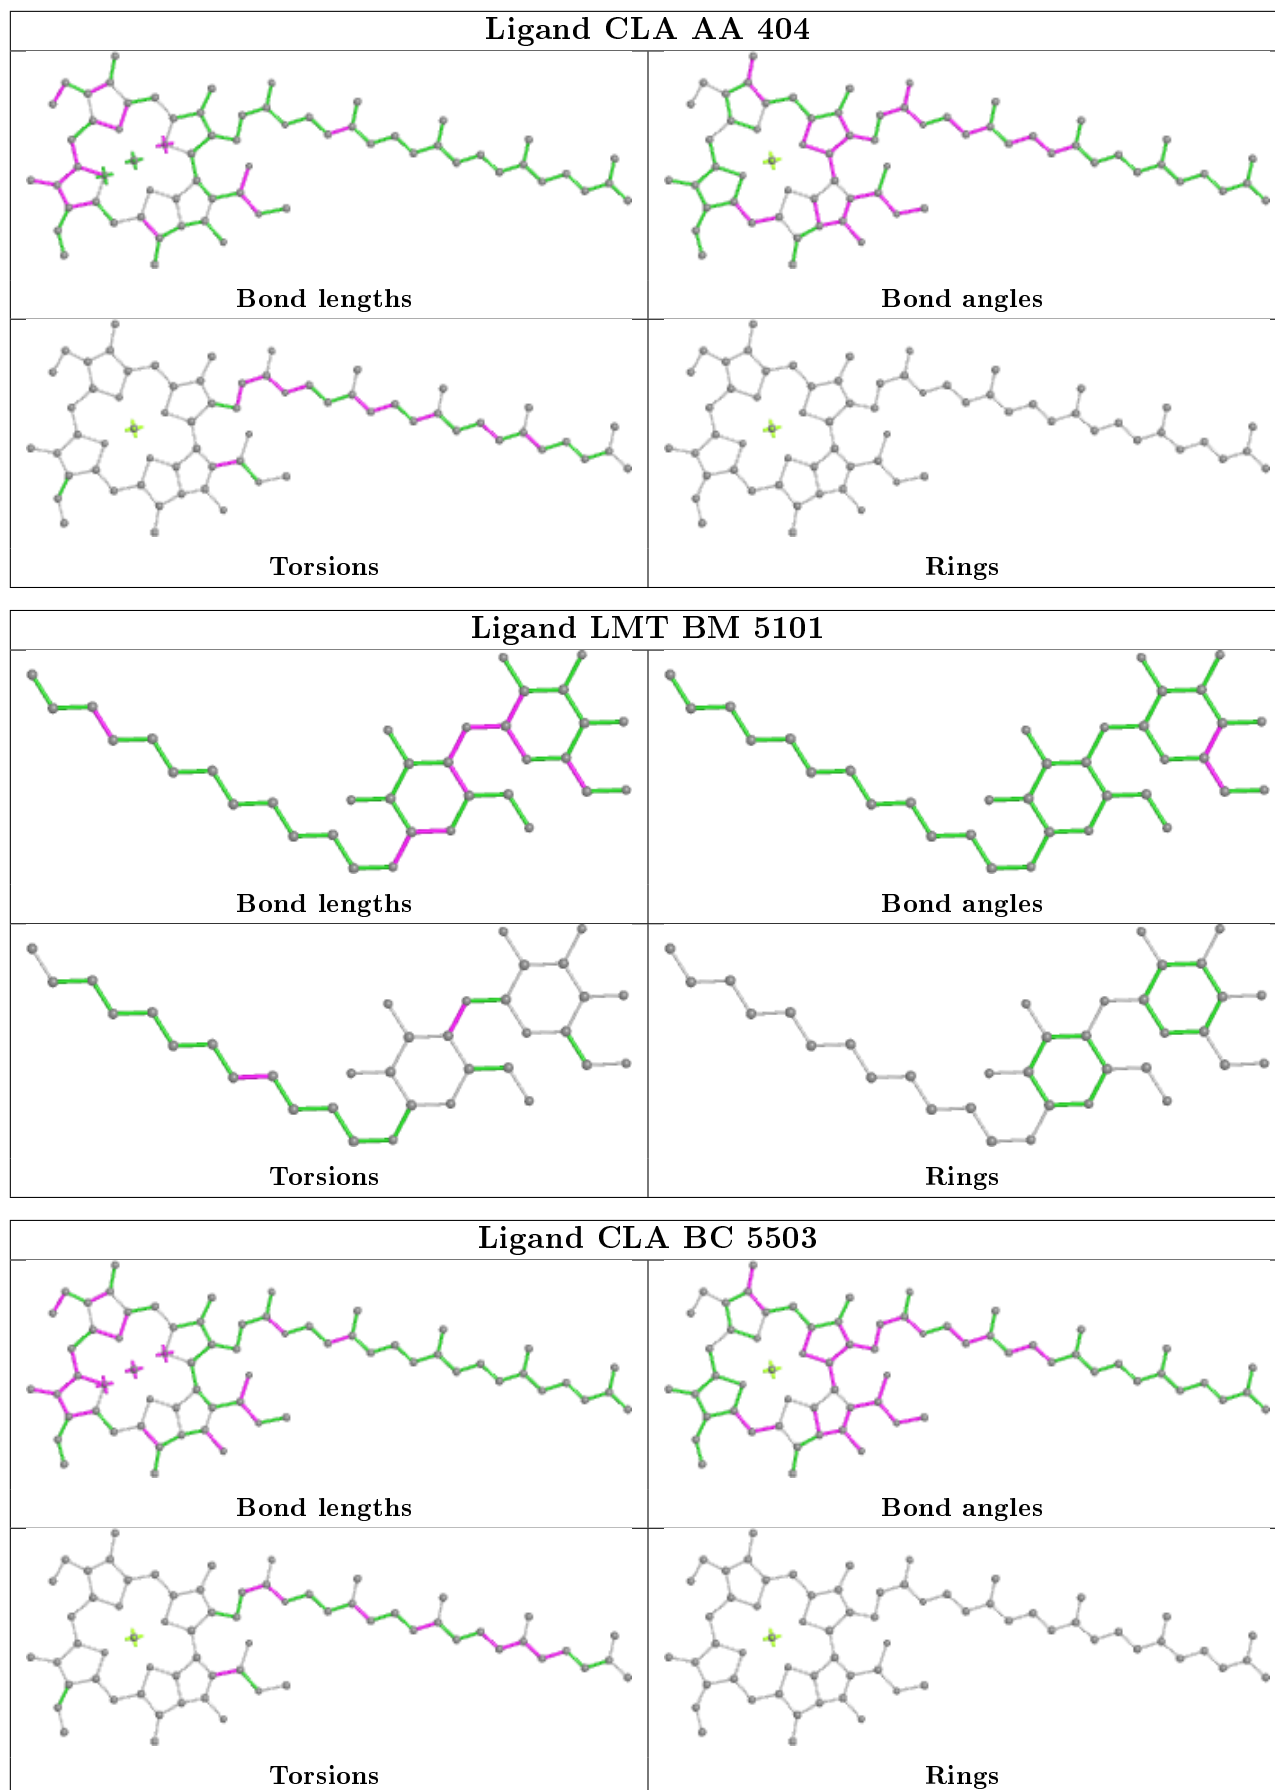 Ligand CLA AA 404
Bond lengths
Bond angles
Torsions
Rings
Ligand LMT BM 5101
Bond lengths
Bond angles
Torsions
Rings
Ligand CLA BC 5503
Bond lengths
Bond angles
Torsions
Rings